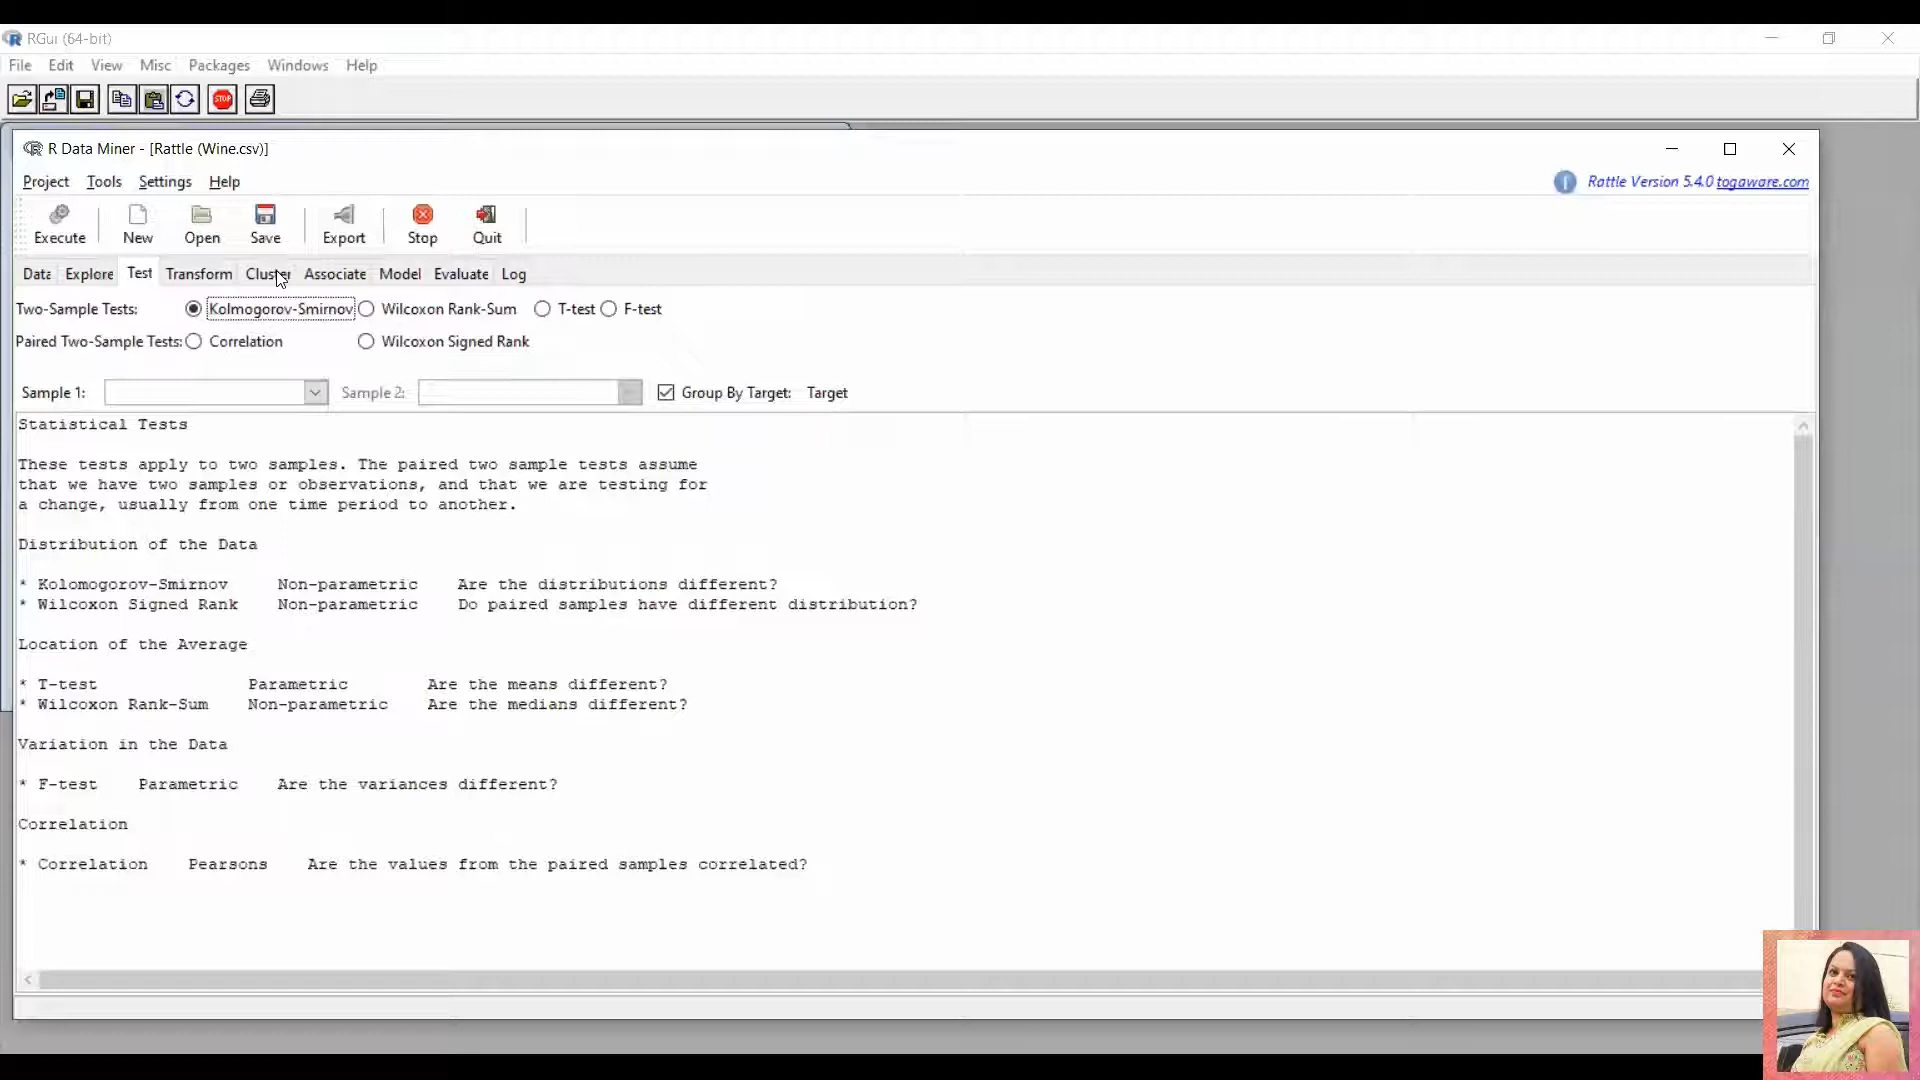 RGui (64-bit)
File Edit View Misc Packages Windows Help
STOP
R Data Miner - [Rattle (Wine.csv)]
Project Tools Settings Help
Rattle Version 5.4.0 togaware.com
Execute New Open Save Export Stop Quit
Data Explore Test Transform Cluster Associate Model Evaluate Log
Two-Sample Tests: Kolmogorov-Smirnov Wilcoxon Rank-Sum T-test F-test
Paired Two-Sample Tests: Correlation Wilcoxon Signed Rank
Sample 1: Sample 2: Group By Target: Target
Statistical Tests
These tests apply to two samples. The paired two sample tests assume
that we have two samples or observations, and that we are testing for
a change, usually from one time period to another.
Distribution of the Data
* Kolomogorov-Smirnov Non-parametric Are the distributions different?
* Wilcoxon Signed Rank Non-parametric Do paired samples have different distribution?
Location of the Average
* T-test Parametric Are the means different?
* Wilcoxon Rank-Sum Non-parametric Are the medians different?
Variation in the Data
* F-test Parametric Are the variances different?
Correlation
* Correlation Pearsons Are the values from the paired samples correlated?